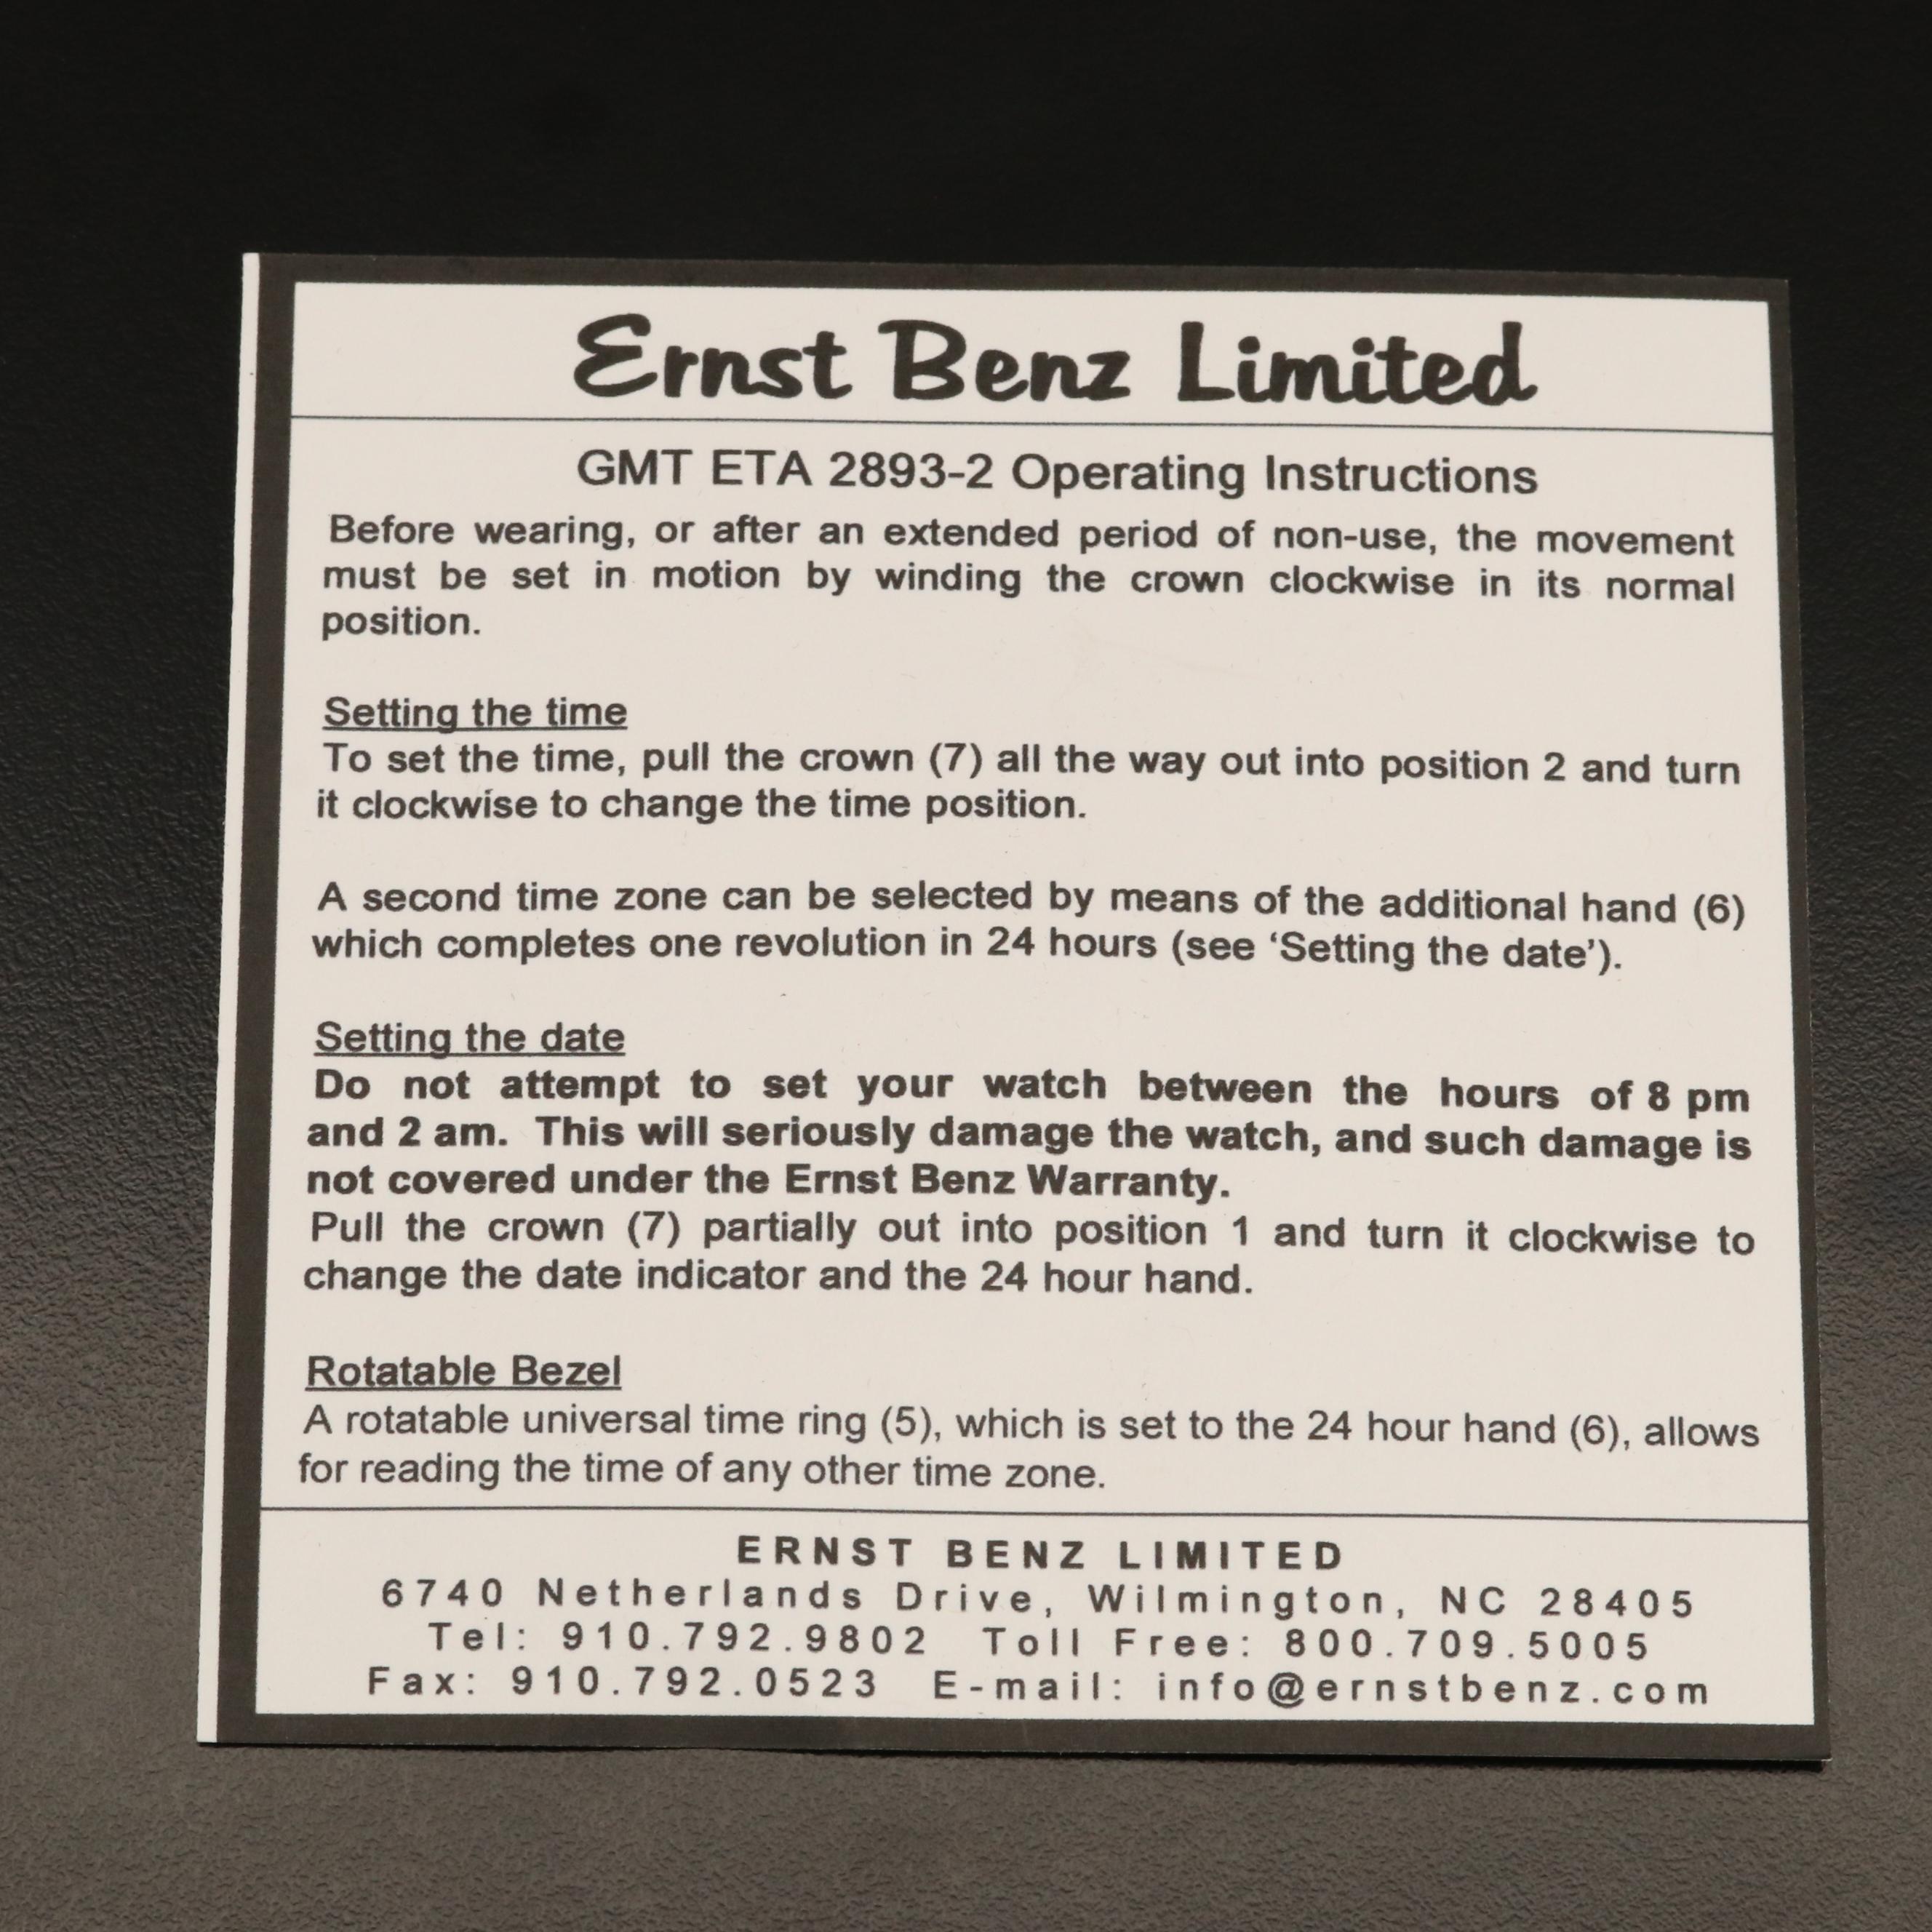 Ernst Benz Limited
GMT ETA 2893-2 Operating Instructions
Before wearing, or after an extended period of non-use, the movement
must be set in motion by winding the crown clockwise in its normal
position.
Setting the time
To set the time, pull the crown (7) all the way out into position 2 and turn
it clockwise to change the time position.
A second time zone can be selected by means of the additional hand (6)
which completes one revolution in 24 hours (see ‘Setting the date’).
Setting the date
Do not attempt to set your watch between the hours of 8 pm
and 2 am. This will seriously damage the watch, and such damage is
not covered under the Ernst Benz Warranty.
Pull the crown (7) partially out into position 1 and turn it clockwise to
change the date indicator and the 24 hour hand.
Rotatable Bezel
A rotatable universal time ring (5), which is set to the 24 hour hand (6), allows
for reading the time of any other time zone.
ERNST BENZ LIMITED
6740 Netherlands Drive, Wilmington, NC 28405
Tel: 910.792.9802 Toll Free: 800.709.5005
Fax: 910.792.0523 E-mail: info@ernstbenz.com